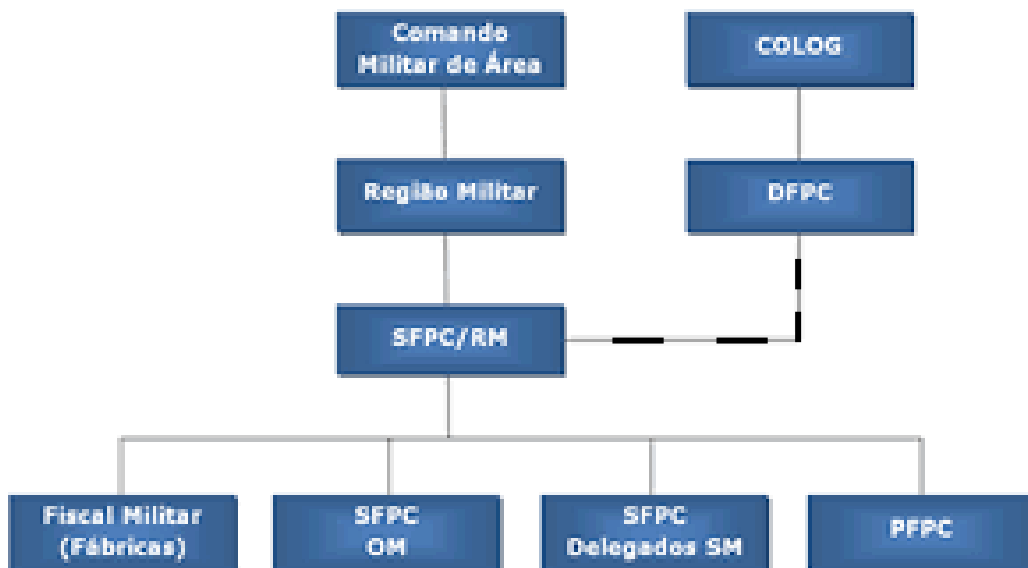 Comando
Militar de Área
COLOG
Região Militar
DFPC
SFPC/RM
Fiscal Militar
(Fábricas)
SFPC
OM
SFPC
Delegados SM
PFPC